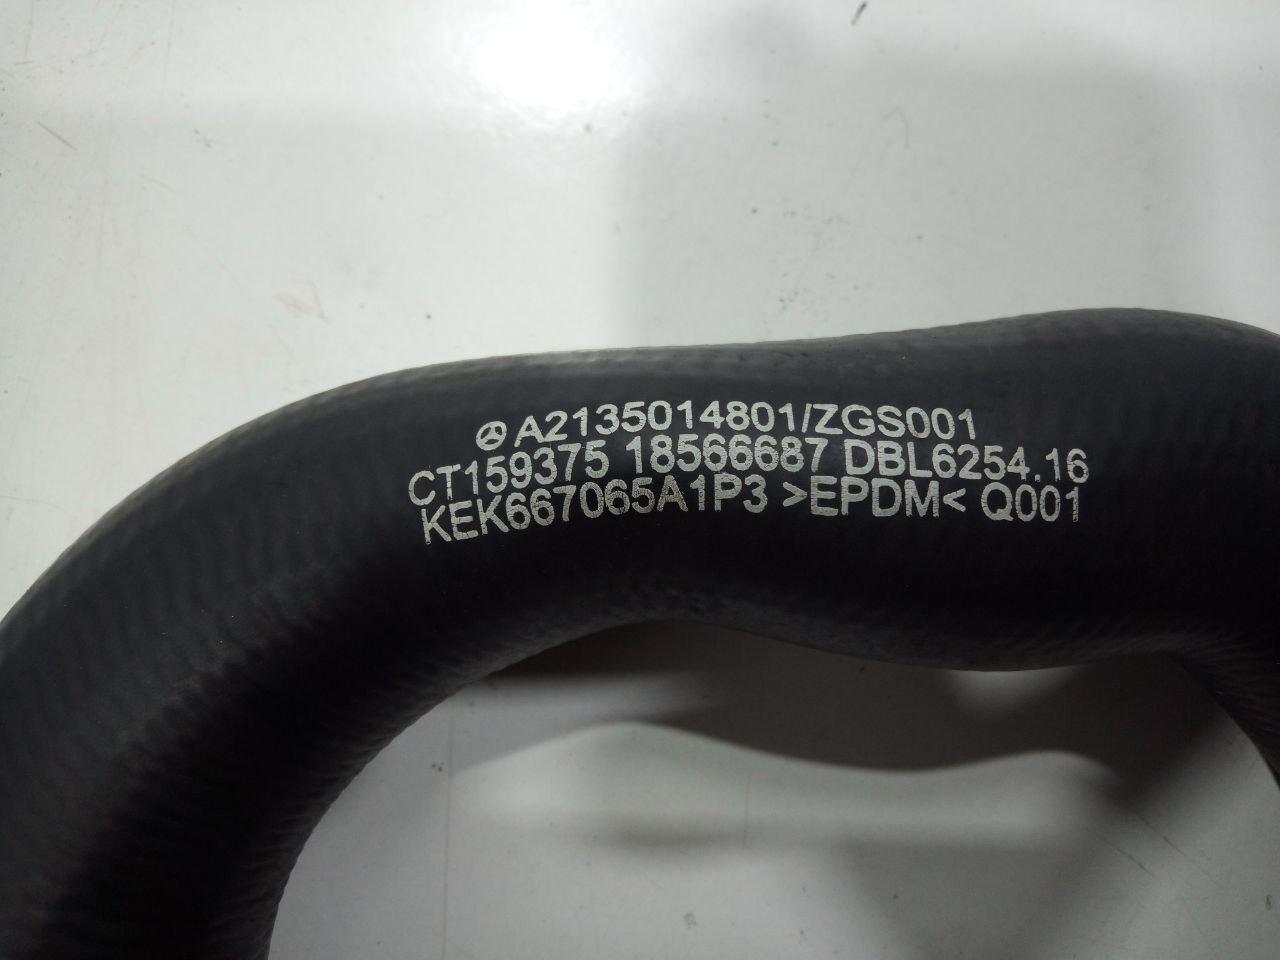 A2135014801/ZGS001
CT159375 18566687 DBL6254.16
KEK667065A1P3 >EPDM< Q001